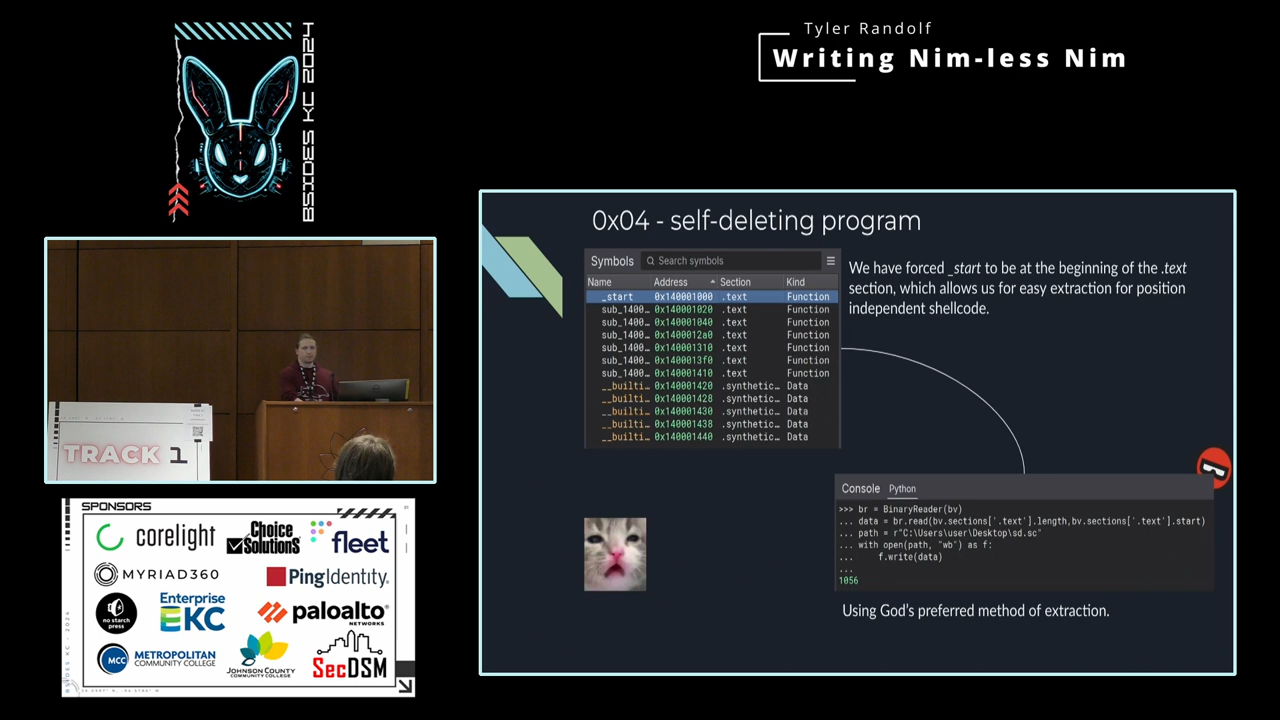 Tyler Randolf
Writing Nim-less Nim
BSIDES KC 2024
TRACK 1
SPONSORS
corelight
Choice
SolutionS
fleet
MYRIAD360
PingIdentity.
no starch
press
Enterprise
EKC
paloalto
NETWORKS
MCC
METROPOLITAN
COMMUNITY COLLEGE
JOHNSON COUNTY
COMMUNITY COLLEGE
SecDSM
0x04 - self-deleting program
Symbols
Search symbols
Name Address Section Kind
_start 0x140001000 .text Function
sub_1400… 0x140001020 .text Function
sub_1400… 0x140001040 .text Function
sub_1400… 0x1400012a0 .text Function
sub_1400… 0x140001310 .text Function
sub_1400… 0x1400013f0 .text Function
sub_1400… 0x140001410 .text Function
__builti… 0x140001420 .synthetic… Data
__builti… 0x140001428 .synthetic… Data
__builti… 0x140001430 .synthetic… Data
__builti… 0x140001438 .synthetic… Data
__builti… 0x140001440 .synthetic… Data
We have forced _start to be at the beginning of the .text
section, which allows us for easy extraction for position
independent shellcode.
Console Python
>>> br = BinaryReader(bv)
... data = br.read(bv.sections['.text'].length,bv.sections['.text'].start)
... path = r"C:\Users\user\Desktop\sd.sc"
... with open(path, "wb") as f:
... f.write(data)
...
1056
Using God's preferred method of extraction.